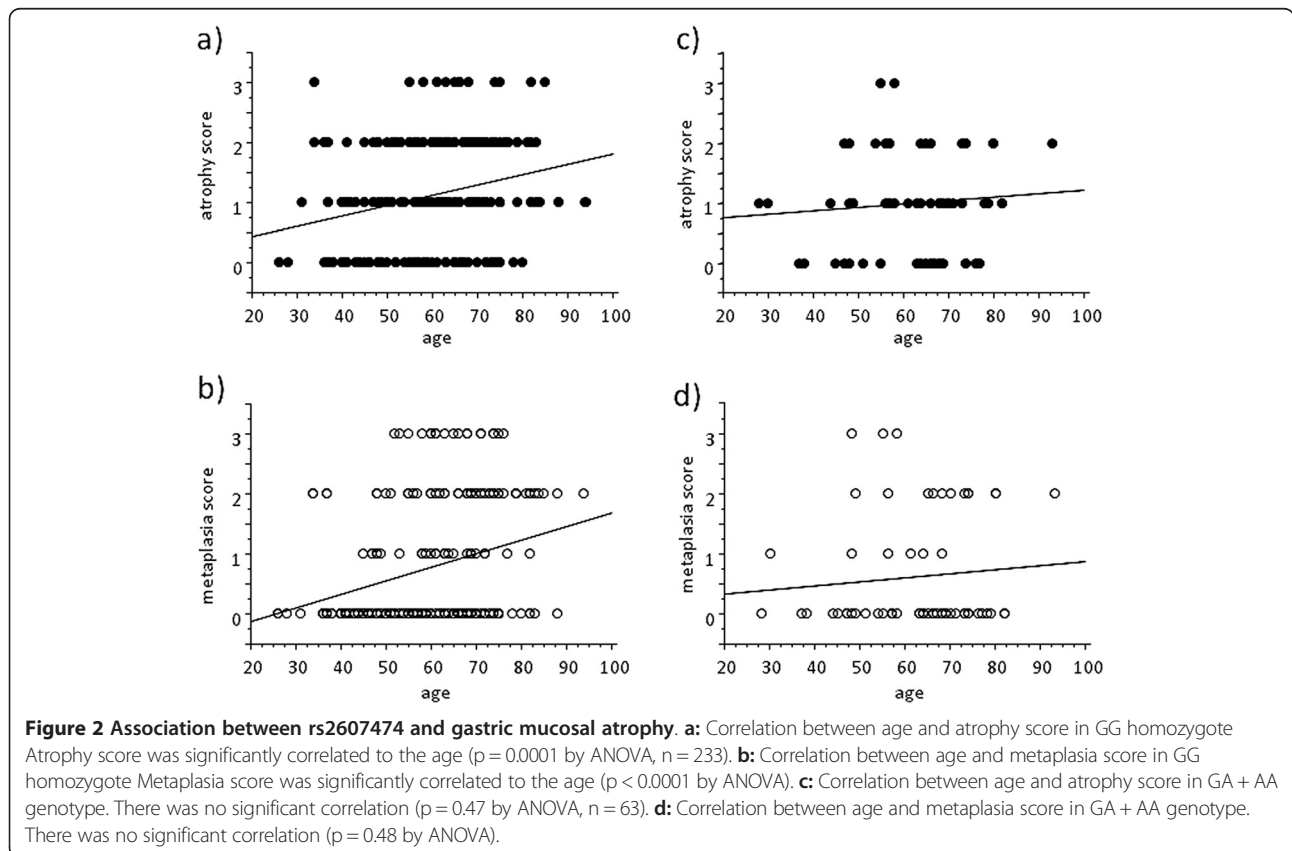 a)
3
2
1
0
atrophy score
20 30 40 50 60 70 80 90 100
age
c)
3
2
1
0
atrophy score
20 30 40 50 60 70 80 90 100
age
b)
3
2
1
0
metaplasia score
20 30 40 50 60 70 80 90 100
age
d)
3
2
1
0
metaplasia score
20 30 40 50 60 70 80 90 100
age
Figure 2 Association between rs2607474 and gastric mucosal atrophy. a: Correlation between age and atrophy score in GG homozygote
Atrophy score was significantly correlated to the age (p = 0.0001 by ANOVA, n = 233). b: Correlation between age and metaplasia score in GG
homozygote Metaplasia score was significantly correlated to the age (p < 0.0001 by ANOVA). c: Correlation between age and atrophy score in GA + AA
genotype. There was no significant correlation (p = 0.47 by ANOVA, n = 63). d: Correlation between age and metaplasia score in GA + AA genotype.
There was no significant correlation (p = 0.48 by ANOVA).